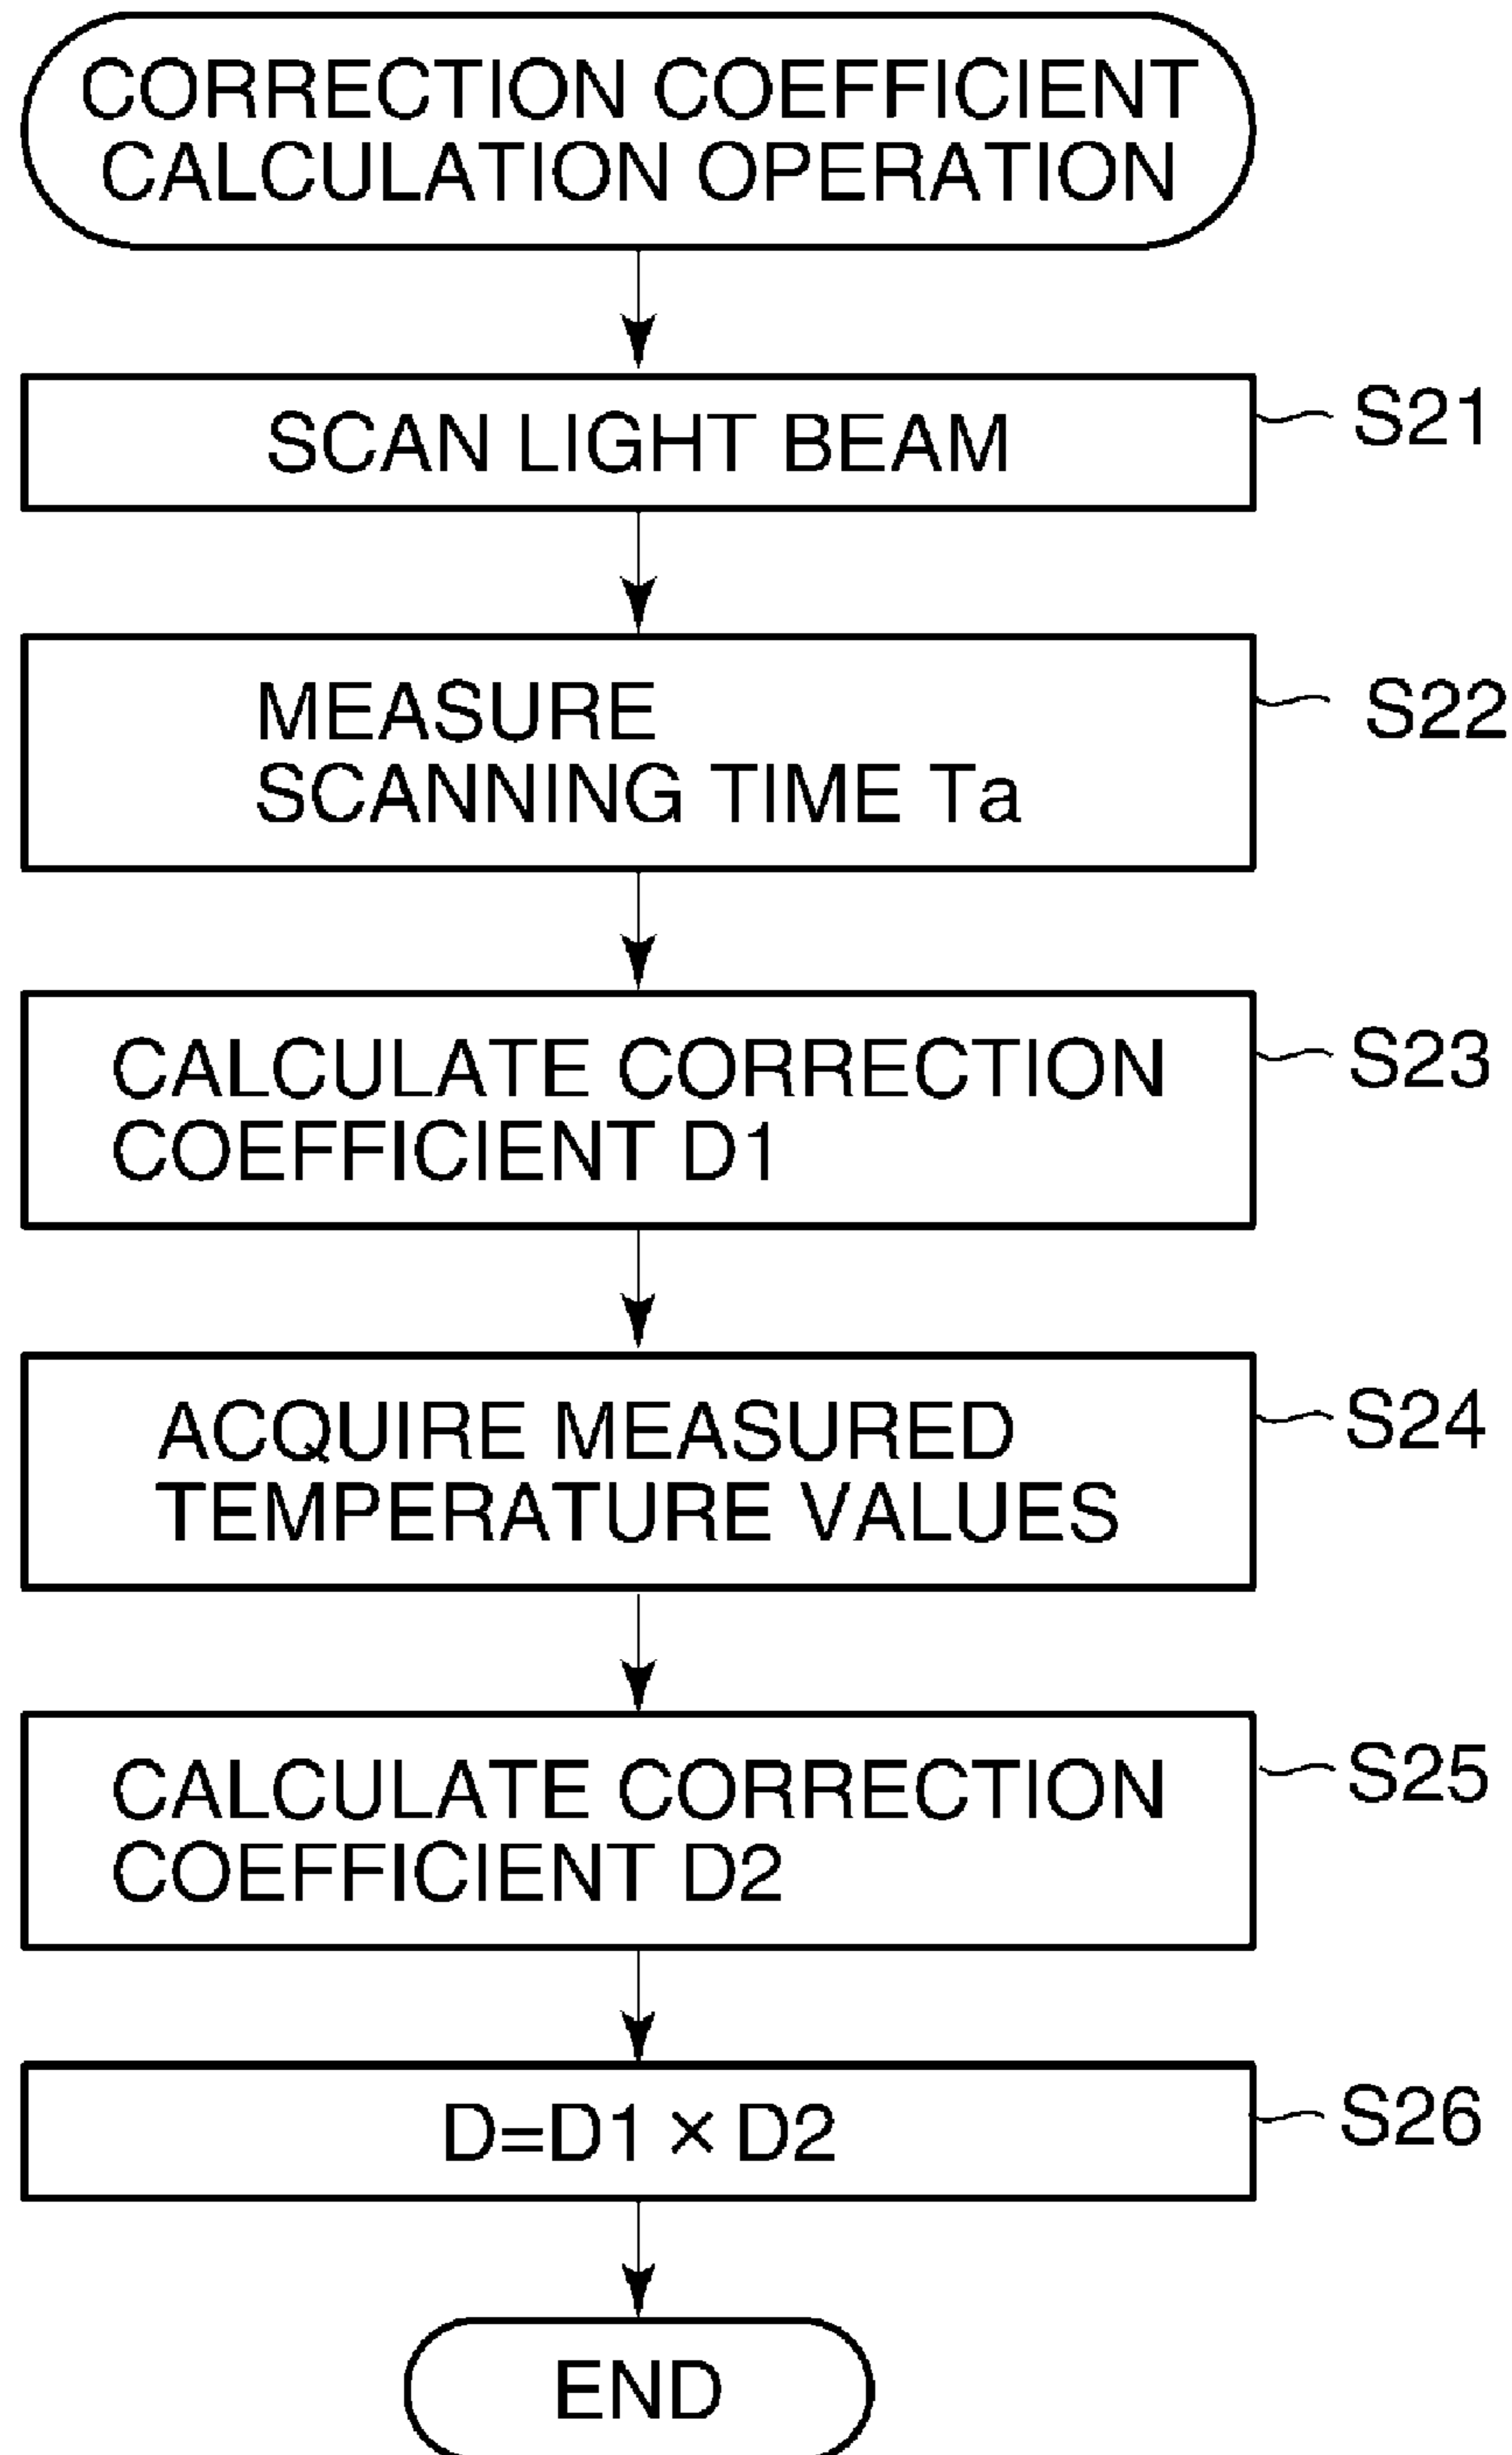 CORRECTION COEFFICIENT
CALCULATION OPERATION
SCAN LIGHT BEAM
S21
MEASURE
SCANNING TIME Ta
S22
CALCULATE CORRECTION
COEFFICIENT D1
S23
ACQUIRE MEASURED
TEMPERATURE VALUES
S24
CALCULATE CORRECTION
COEFFICIENT D2
S25
D=D1×D2
S26
END